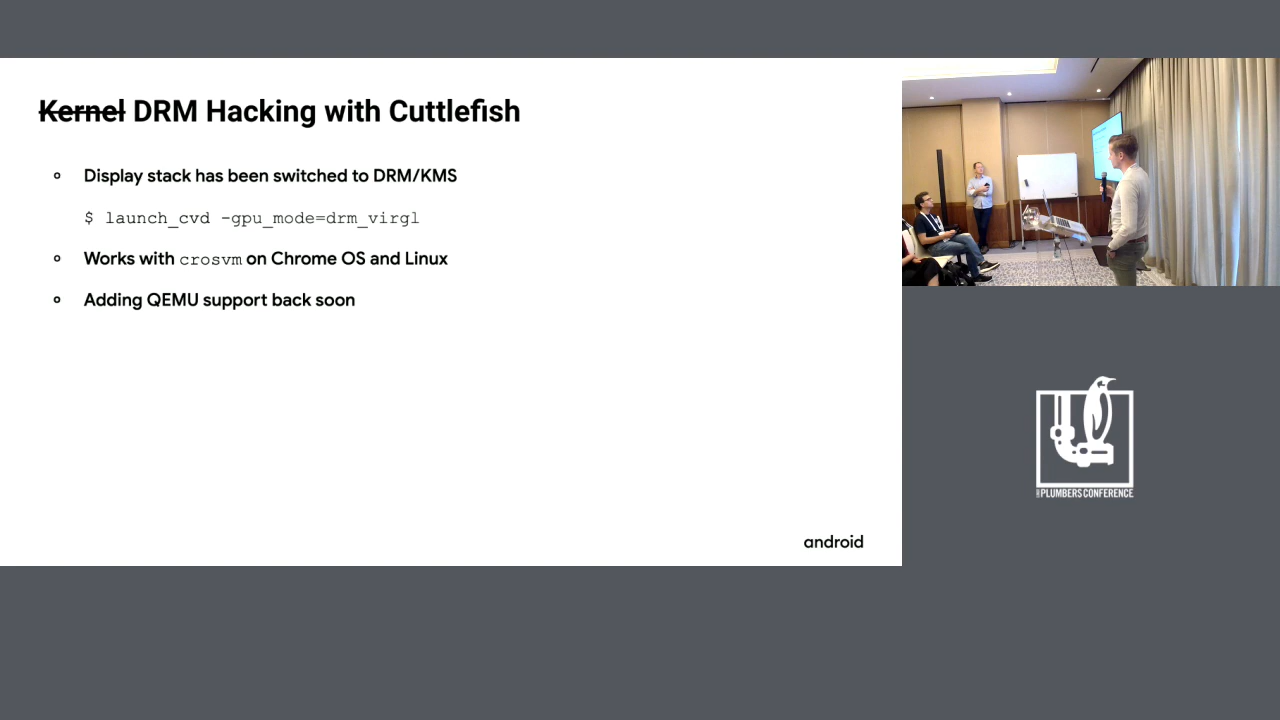 Kernel DRM Hacking with Cuttlefish
Display stack has been switched to DRM/KMS
$ launch_cvd -gpu_mode=drm_virgl
Works with crosvm on Chrome OS and Linux
Adding QEMU support back soon
android
PLUMBERS CONFERENCE